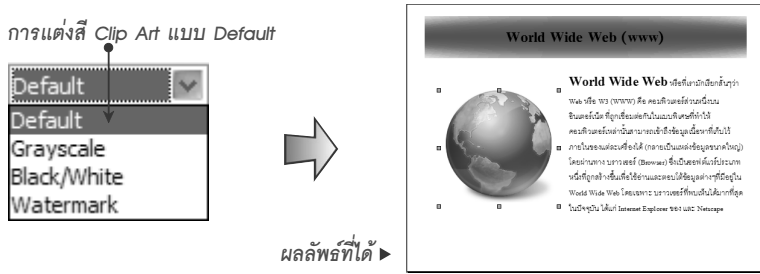 การแต่งสี Clip Art แบบ Default
Default
Default
Grayscale
Black/White
Watermark
ผลลัพธ์ที่ได้
World Wide Web (www)
World Wide Web หรือที่เรามักเรียกสั้นๆว่า
Web หรือ W3 (WWW) คือ คอมพิวเตอร์ส่วนหนึ่งบน
อินเตอร์เน็ต ที่ถูกเชื่อมต่อกันในแบบพิเศษที่ทำให้
คอมพิวเตอร์เหล่านั้นสามารถเข้าถึงข้อมูลเนื้อหาที่เก็บไว้
ภายในของแต่ละเครื่องได้ (กลายเป็นแหล่งข้อมูลขนาดใหญ่)
โดยผ่านทาง บราวเซอร์ (Browser) ซึ่งเป็นซอฟต์แวร์ประเภท
หนึ่งที่ถูกสร้างขึ้นเพื่อใช้อ่านและตอบโต้ข้อมูลต่างๆที่มีอยู่ใน
World Wide Web โดยเฉพาะ บราวเซอร์ที่พบเห็นได้มากที่สุด
ในปัจจุบัน ได้แก่ Internet Explorer ของ และ Netscape